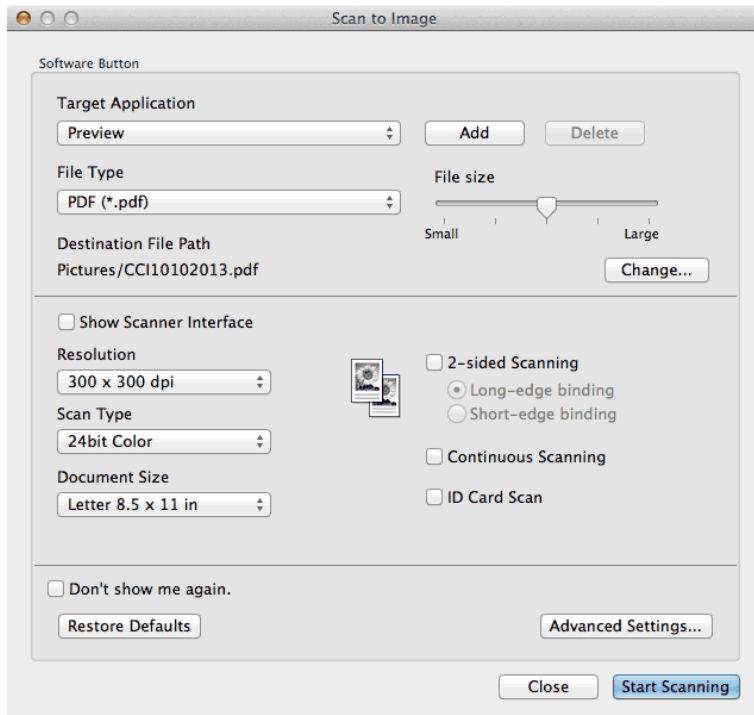 Scan to Image
Software Button
Target Application
Preview
Add
Delete
File Type
PDF (*.pdf)
File size
Small
Large
Destination File Path
Pictures/CCI10102013.pdf
Change...
Show Scanner Interface
Resolution
300 x 300 dpi
Scan Type
24bit Color
Document Size
Letter 8.5 x 11 in
2-sided Scanning
Long-edge binding
Short-edge binding
Continuous Scanning
ID Card Scan
Don't show me again.
Restore Defaults
Advanced Settings...
Close
Start Scanning